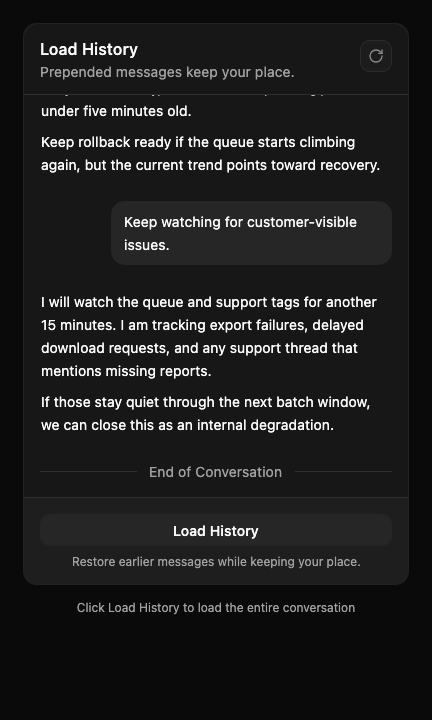 Load History
Prepended messages keep your place.
under five minutes old.
Keep rollback ready if the queue starts climbing
again, but the current trend points toward recovery.
Keep watching for customer-visible
issues.
I will watch the queue and support tags for another
15 minutes. I am tracking export failures, delayed
download requests, and any support thread that
mentions missing reports.
If those stay quiet through the next batch window,
we can close this as an internal degradation.
End of Conversation
Load History
Restore earlier messages while keeping your place.
Click Load History to load the entire conversation